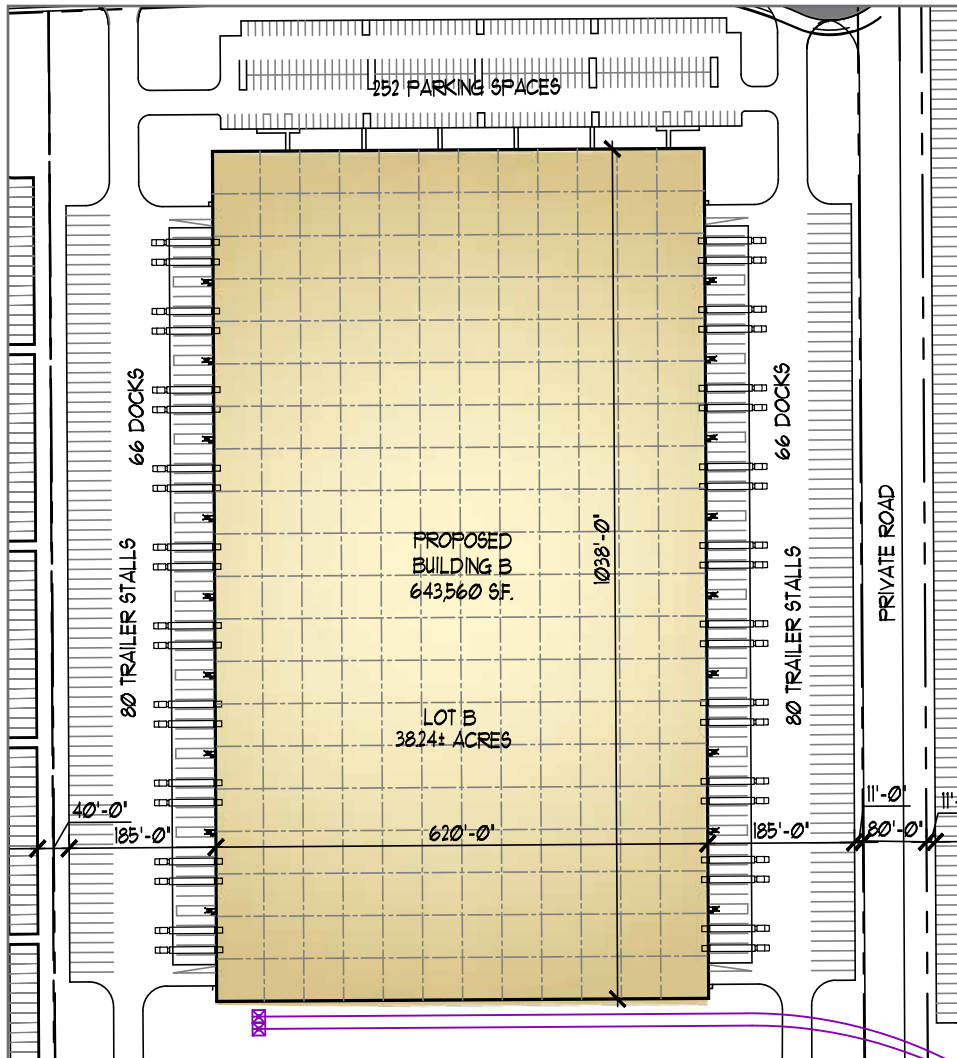 252 PARKING SPACES
66 DOCKS
66 DOCKS
PRIVATE ROAD
1038'-0"
PROPOSED
BUILDING B
643,560 S.F.
80 TRAILER STALLS
80 TRAILER STALLS
LOT B
38.24± ACRES
40'-0"
11'-0"
11'-
185'-0"
620'-0"
185'-0"
80'-0"